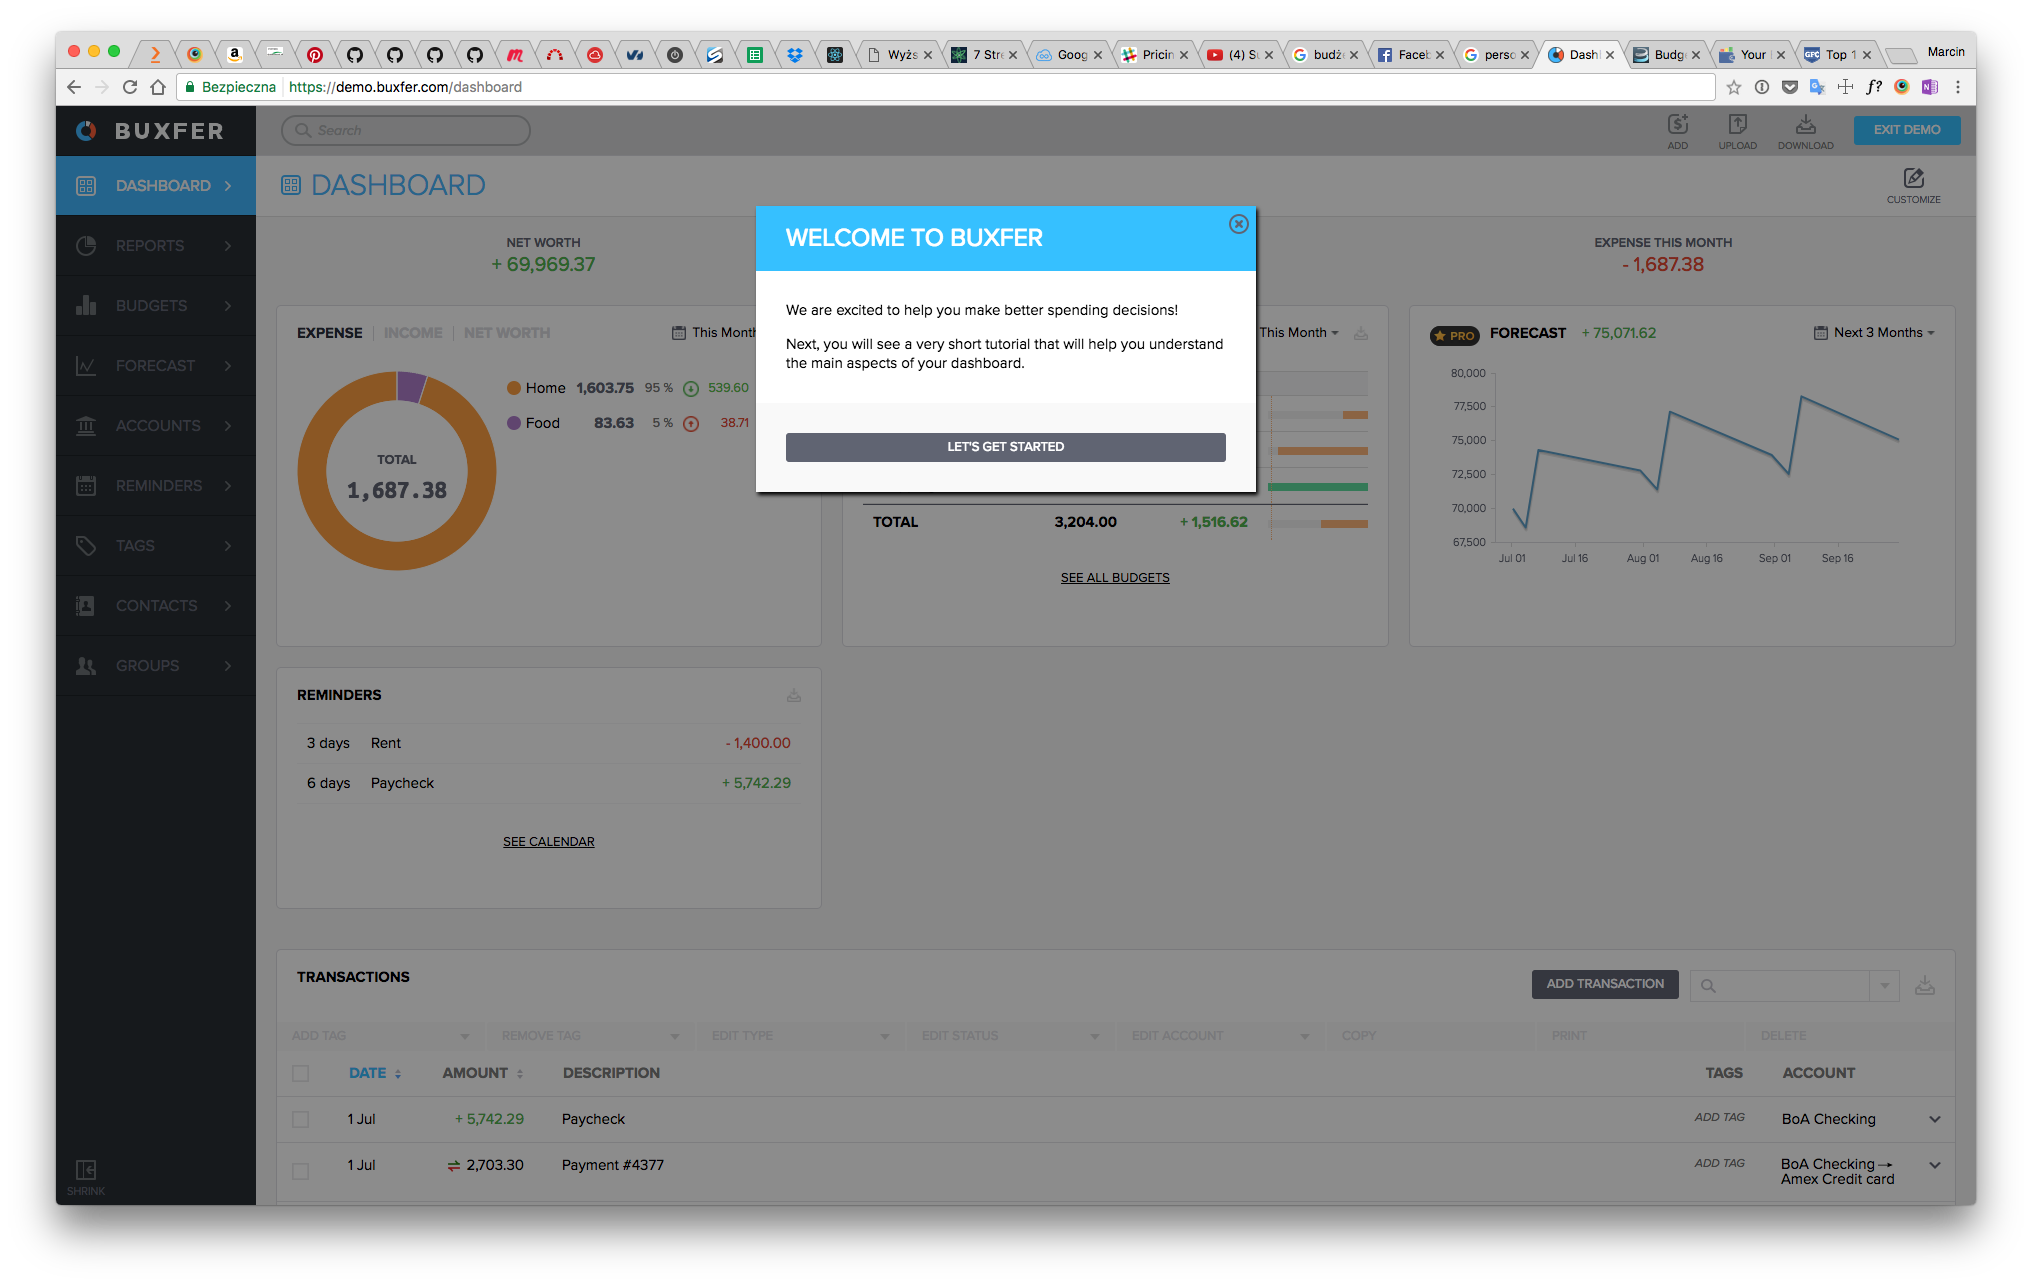 Wyżs
7 Stre
Goog
Pricin
(4) Su
budże
Faceb
perso
Dash
Budge
Your
Top 1
Marcin
Bezpieczna https://demo.buxfer.com/dashboard
f?
BUXFER
Search
ADD
UPLOAD
DOWNLOAD
EXIT DEMO
DASHBOARD
REPORTS
BUDGETS
FORECAST
ACCOUNTS
REMINDERS
TAGS
CONTACTS
GROUPS
SHRINK
DASHBOARD
CUSTOMIZE
NET WORTH
+ 69,969.37
EXPENSE THIS MONTH
- 1,687.38
WELCOME TO BUXFER
We are excited to help you make better spending decisions!
Next, you will see a very short tutorial that will help you understand
the main aspects of your dashboard.
LET'S GET STARTED
EXPENSE INCOME NET WORTH This Month
Home 1,603.75 95 % 539.60
Food 83.63 5 % 38.71
TOTAL
1,687.38
This Month
TOTAL 3,204.00 + 1,516.62
SEE ALL BUDGETS
PRO FORECAST + 75,071.62 Next 3 Months
80,000
77,500
75,000
72,500
70,000
67,500
Jul 01 Jul 16 Aug 01 Aug 16 Sep 01 Sep 16
REMINDERS
3 days Rent - 1,400.00
6 days Paycheck + 5,742.29
SEE CALENDAR
TRANSACTIONS
ADD TRANSACTION
ADD TAG REMOVE TAG EDIT TYPE EDIT STATUS EDIT ACCOUNT COPY PRINT DELETE
DATE AMOUNT DESCRIPTION TAGS ACCOUNT
1 Jul + 5,742.29 Paycheck ADD TAG BoA Checking
1 Jul 2,703.30 Payment #4377 ADD TAG BoA Checking→
Amex Credit card